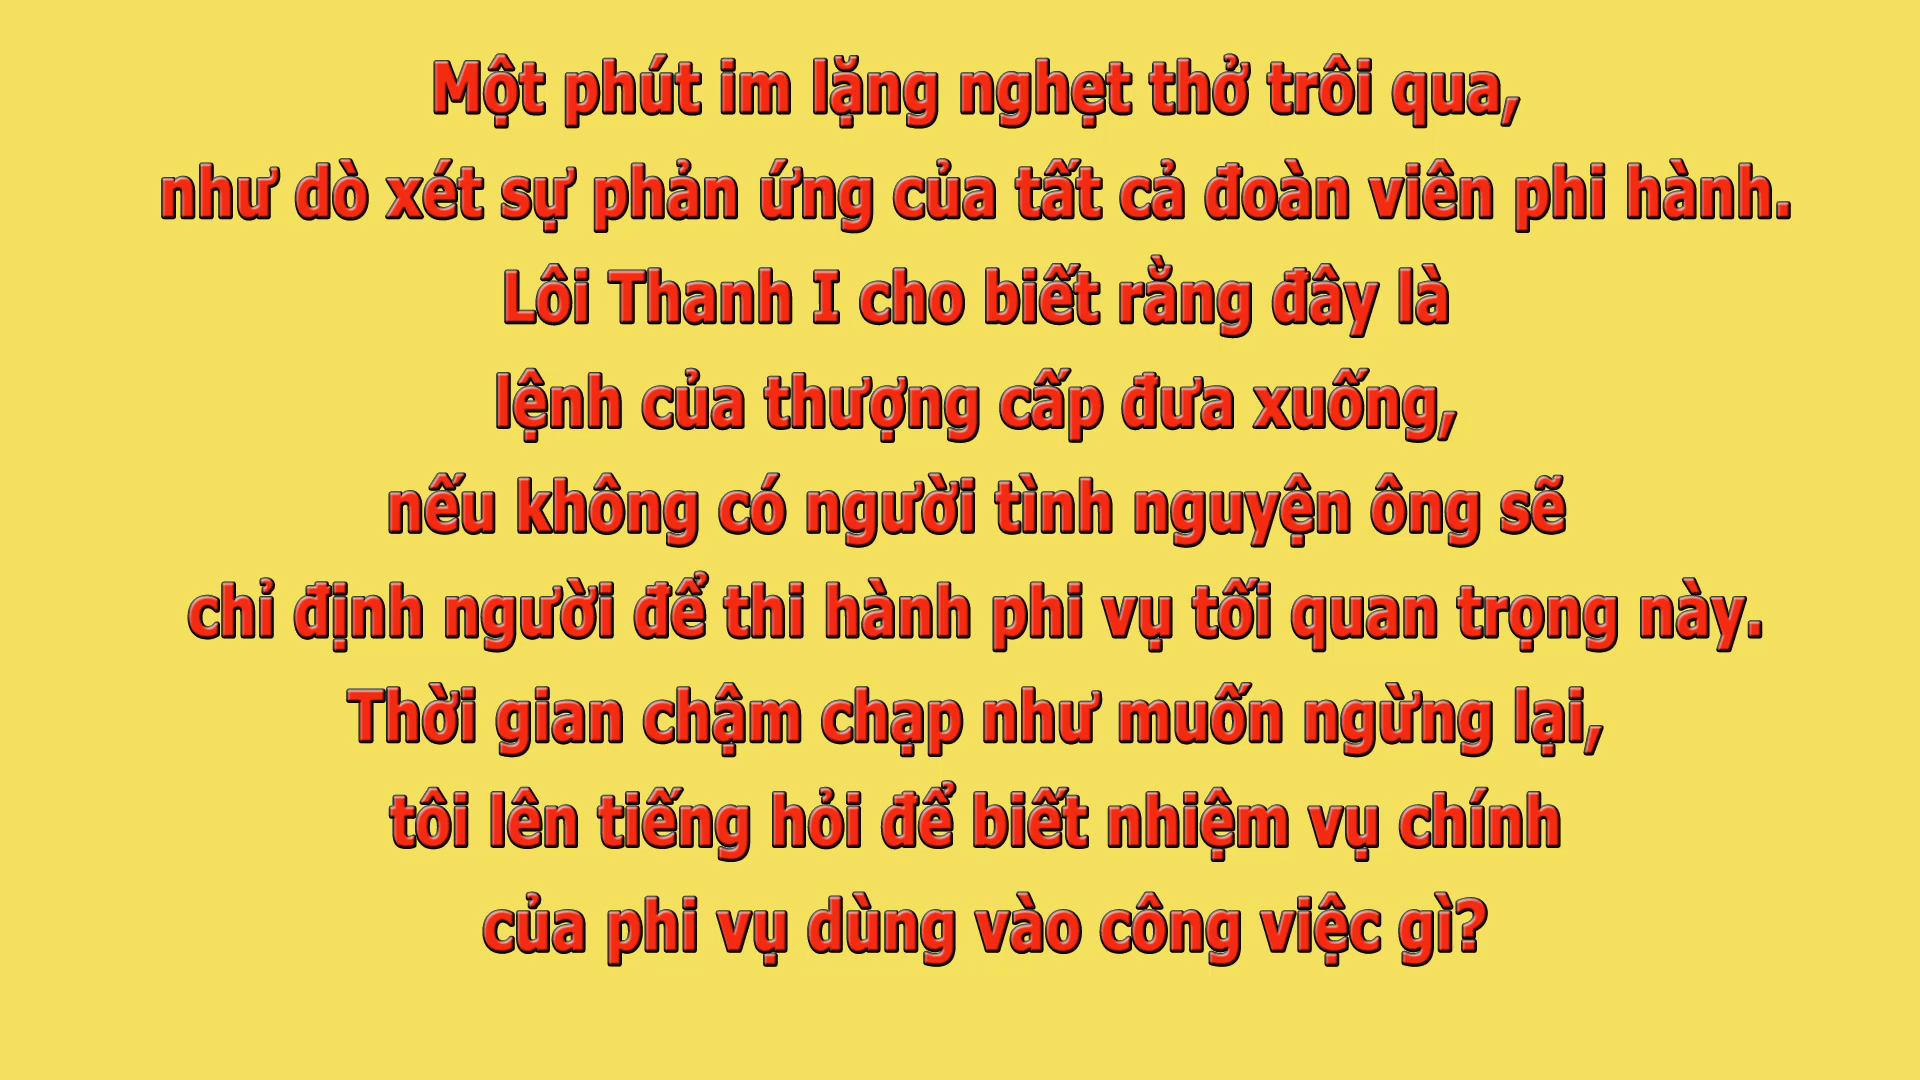 Một phút im lặng nghẹt thở trôi qua,
như dò xét sự phản ứng của tất cả đoàn viên phi hành.
Lôi Thanh I cho biết rằng đây là
lệnh của thượng cấp đưa xuống,
nếu không có người tình nguyện ông sẽ
chỉ định người để thi hành phi vụ tối quan trọng này.
Thời gian chậm chạp như muốn ngừng lại,
tôi lên tiếng hỏi để biết nhiệm vụ chính
của phi vụ dùng vào công việc gì?